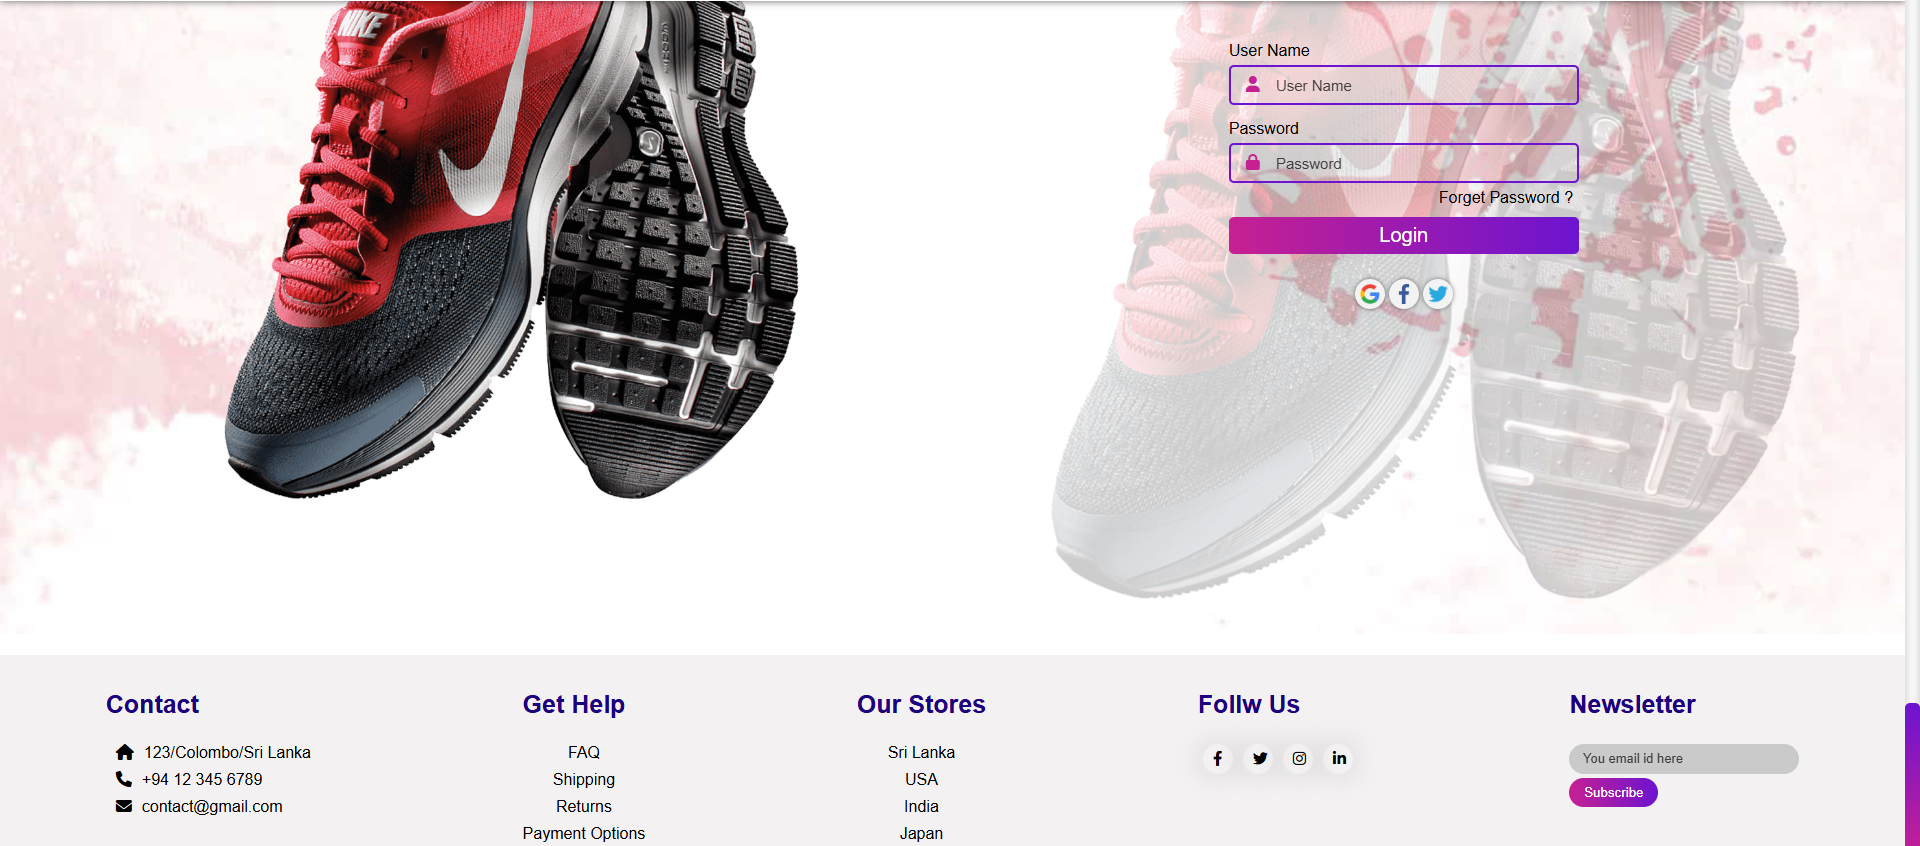 NIKE
User Name
User Name
Password
Password
Forget Password ?
Login
Contact
123/Colombo/Sri Lanka
+94 12 345 6789
contact@gmail.com
Get Help
FAQ
Shipping
Returns
Payment Options
Our Stores
Sri Lanka
USA
India
Japan
Follw Us
Newsletter
You email id here
Subscribe